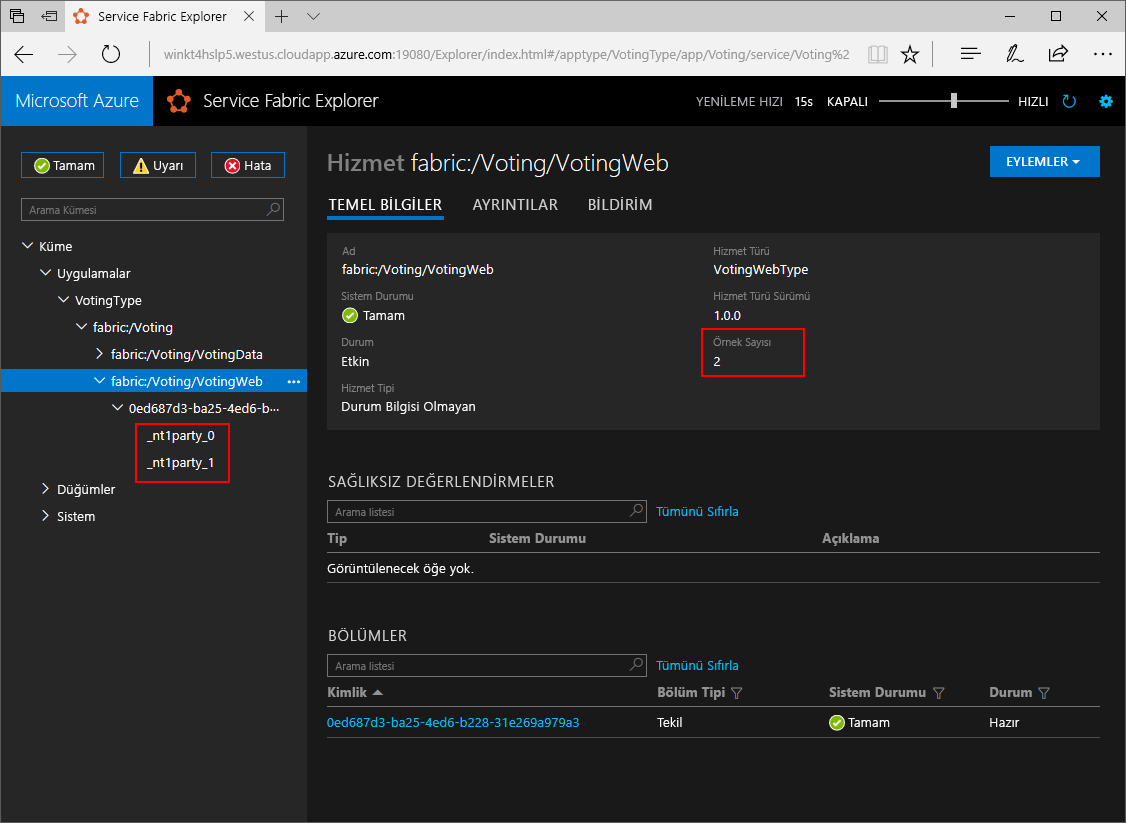 Service Fabric Explorer
winkt4hslp5.westus.cloudapp.azure.com:19080/Explorer/index.html#/apptype/VotingType/app/Voting/service/Voting%2
Microsoft Azure
Service Fabric Explorer
YENİLEME HIZI 15s KAPALI HIZLI
Tamam Uyarı Hata
Arama Kümesi
Küme
Uygulamalar
VotingType
fabric:/Voting
fabric:/Voting/VotingData
fabric:/Voting/VotingWeb
0ed687d3-ba25-4ed6-b...
_nt1party_0
_nt1party_1
Düğümler
Sistem
Hizmet fabric:/Voting/VotingWeb
EYLEMLER
TEMEL BİLGİLER AYRINTILAR BİLDİRİM
Ad
fabric:/Voting/VotingWeb
Sistem Durumu
Tamam
Durum
Etkin
Hizmet Tipi
Durum Bilgisi Olmayan
Hizmet Türü
VotingWebType
Hizmet Türü Sürümü
1.0.0
Örnek Sayısı
2
SAĞLIKSIZ DEĞERLENDİRMELER
Arama listesi Tümünü Sıfırla
Tip Sistem Durumu Açıklama
Görüntülenecek öğe yok.
BÖLÜMLER
Arama listesi Tümünü Sıfırla
Kimlik Bölüm Tipi Sistem Durumu Durum
0ed687d3-ba25-4ed6-b228-31e269a979a3 Tekil Tamam Hazır